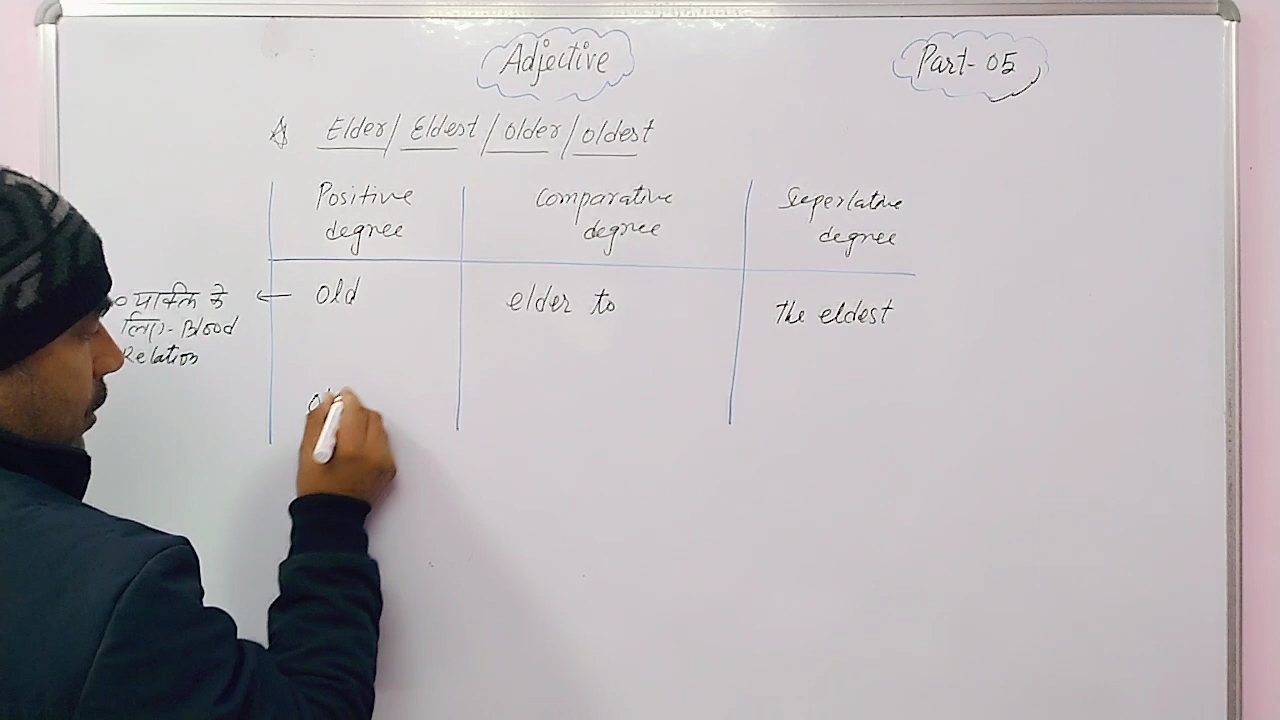 Adjective
Part-05
Elder/Eldest/older/oldest
Positive degree
Comparative degree
Superlative degree
व्यक्ति के
लिए-Blood
Relation
← old
elder to
The eldest